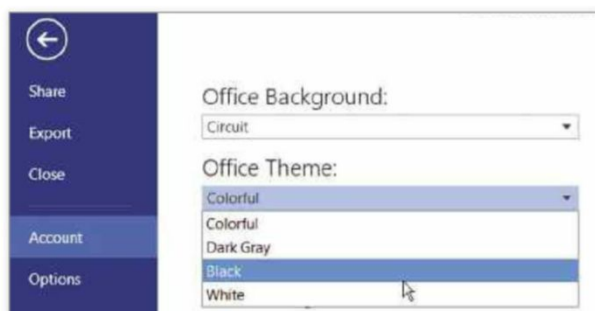 Share
Export
Close
Account
Options
Office Background:
Circuit
Office Theme:
Colorful
Colorful
Dark Gray
Black
White